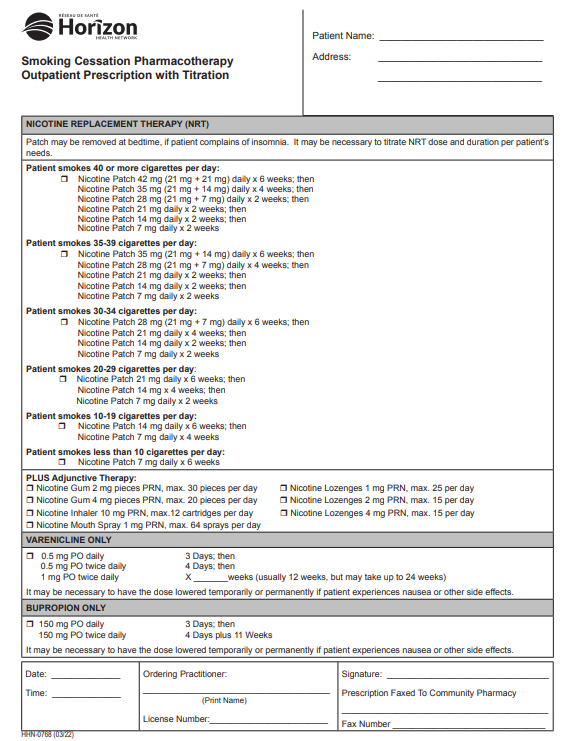 RÉSEAU DE SANTÉ
Horizon
HEALTH NETWORK
Smoking Cessation Pharmacotherapy
Outpatient Prescription with Titration
Patient Name:
Address:
NICOTINE REPLACEMENT THERAPY (NRT)
Patch may be removed at bedtime, if patient complains of insomnia. It may be necessary to titrate NRT dose and duration per patient's
needs.
Patient smokes 40 or more cigarettes per day:
☐ Nicotine Patch 42 mg (21 mg + 21 mg) daily x 6 weeks; then
Nicotine Patch 35 mg (21 mg + 14 mg) daily x 4 weeks; then
Nicotine Patch 28 mg (21 mg + 7 mg) daily x 2 weeks; then
Nicotine Patch 21 mg daily x 2 weeks; then
Nicotine Patch 14 mg daily x 2 weeks; then
Nicotine Patch 7 mg daily x 2 weeks
Patient smokes 35-39 cigarettes per day:
☐ Nicotine Patch 35 mg (21 mg + 14 mg) daily x 6 weeks; then
Nicotine Patch 28 mg (21 mg + 7 mg) daily x 4 weeks; then
Nicotine Patch 21 mg daily x 2 weeks; then
Nicotine Patch 14 mg daily x 2 weeks; then
Nicotine Patch 7 mg daily x 2 weeks
Patient smokes 30-34 cigarettes per day:
☐ Nicotine Patch 28 mg (21 mg + 7 mg) daily x 6 weeks; then
Nicotine Patch 21 mg daily x 4 weeks; then
Nicotine Patch 14 mg daily x 2 weeks; then
Nicotine Patch 7 mg daily x 2 weeks
Patient smokes 20-29 cigarettes per day:
☐ Nicotine Patch 21 mg daily x 6 weeks; then
Nicotine Patch 14 mg x 4 weeks; then
Nicotine Patch 7 mg daily x 2 weeks
Patient smokes 10-19 cigarettes per day:
☐ Nicotine Patch 14 mg daily x 6 weeks; then
Nicotine Patch 7 mg daily x 4 weeks
Patient smokes less than 10 cigarettes per day:
☐ Nicotine Patch 7 mg daily x 6 weeks
PLUS Adjunctive Therapy:
☐ Nicotine Gum 2 mg pieces PRN, max. 30 pieces per day ☐ Nicotine Lozenges 1 mg PRN, max. 25 per day
☐ Nicotine Gum 4 mg pieces PRN, max. 20 pieces per day ☐ Nicotine Lozenges 2 mg PRN, max. 15 per day
☐ Nicotine Inhaler 10 mg PRN, max.12 cartridges per day ☐ Nicotine Lozenges 4 mg PRN, max. 15 per day
☐ Nicotine Mouth Spray 1 mg PRN, max. 64 sprays per day
VARENICLINE ONLY
☐ 0.5 mg PO daily 3 Days; then
0.5 mg PO twice daily 4 Days; then
1 mg PO twice daily X _______weeks (usually 12 weeks, but may take up to 24 weeks)
It may be necessary to have the dose lowered temporarily or permanently if patient experiences nausea or other side effects.
BUPROPION ONLY
☐ 150 mg PO daily 3 Days; then
150 mg PO twice daily 4 Days plus 11 Weeks
It may be necessary to have the dose lowered temporarily or permanently if patient experiences nausea or other side effects.
Date: Ordering Practitioner: Signature:
Time: Prescription Faxed To Community Pharmacy
(Print Name)
License Number: Fax Number
HHN-0768 (03/22)